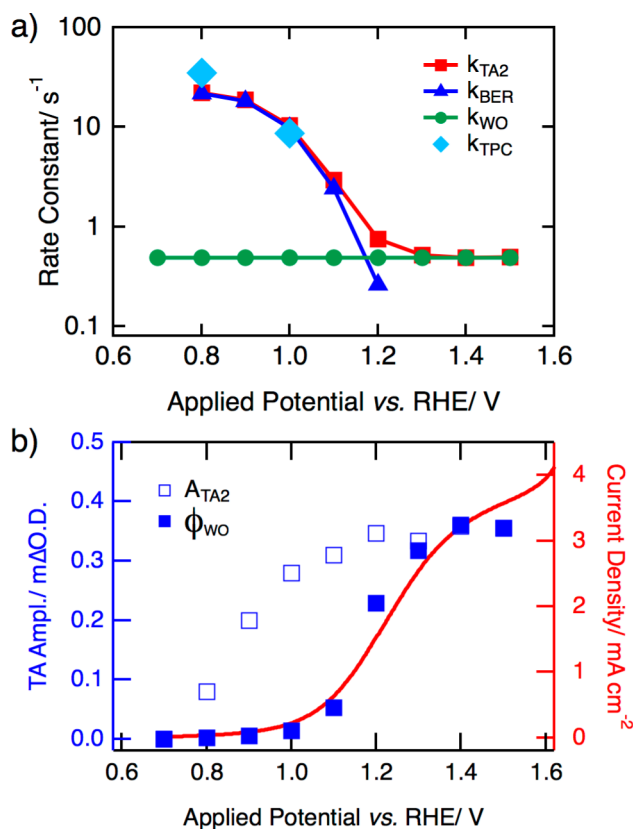 a)
100
10
1
0.1
Rate Constant/ s⁻¹
k_TA2
k_BER
k_WO
k_TPC
0.6 0.8 1.0 1.2 1.4 1.6
Applied Potential vs. RHE/ V
b)
0.5
0.4
0.3
0.2
0.1
0.0
TA Ampl./ mΔO.D.
A_TA2
ϕ_WO
4
3
2
1
0
Current Density/ mA cm⁻²
0.6 0.8 1.0 1.2 1.4 1.6
Applied Potential vs. RHE/ V